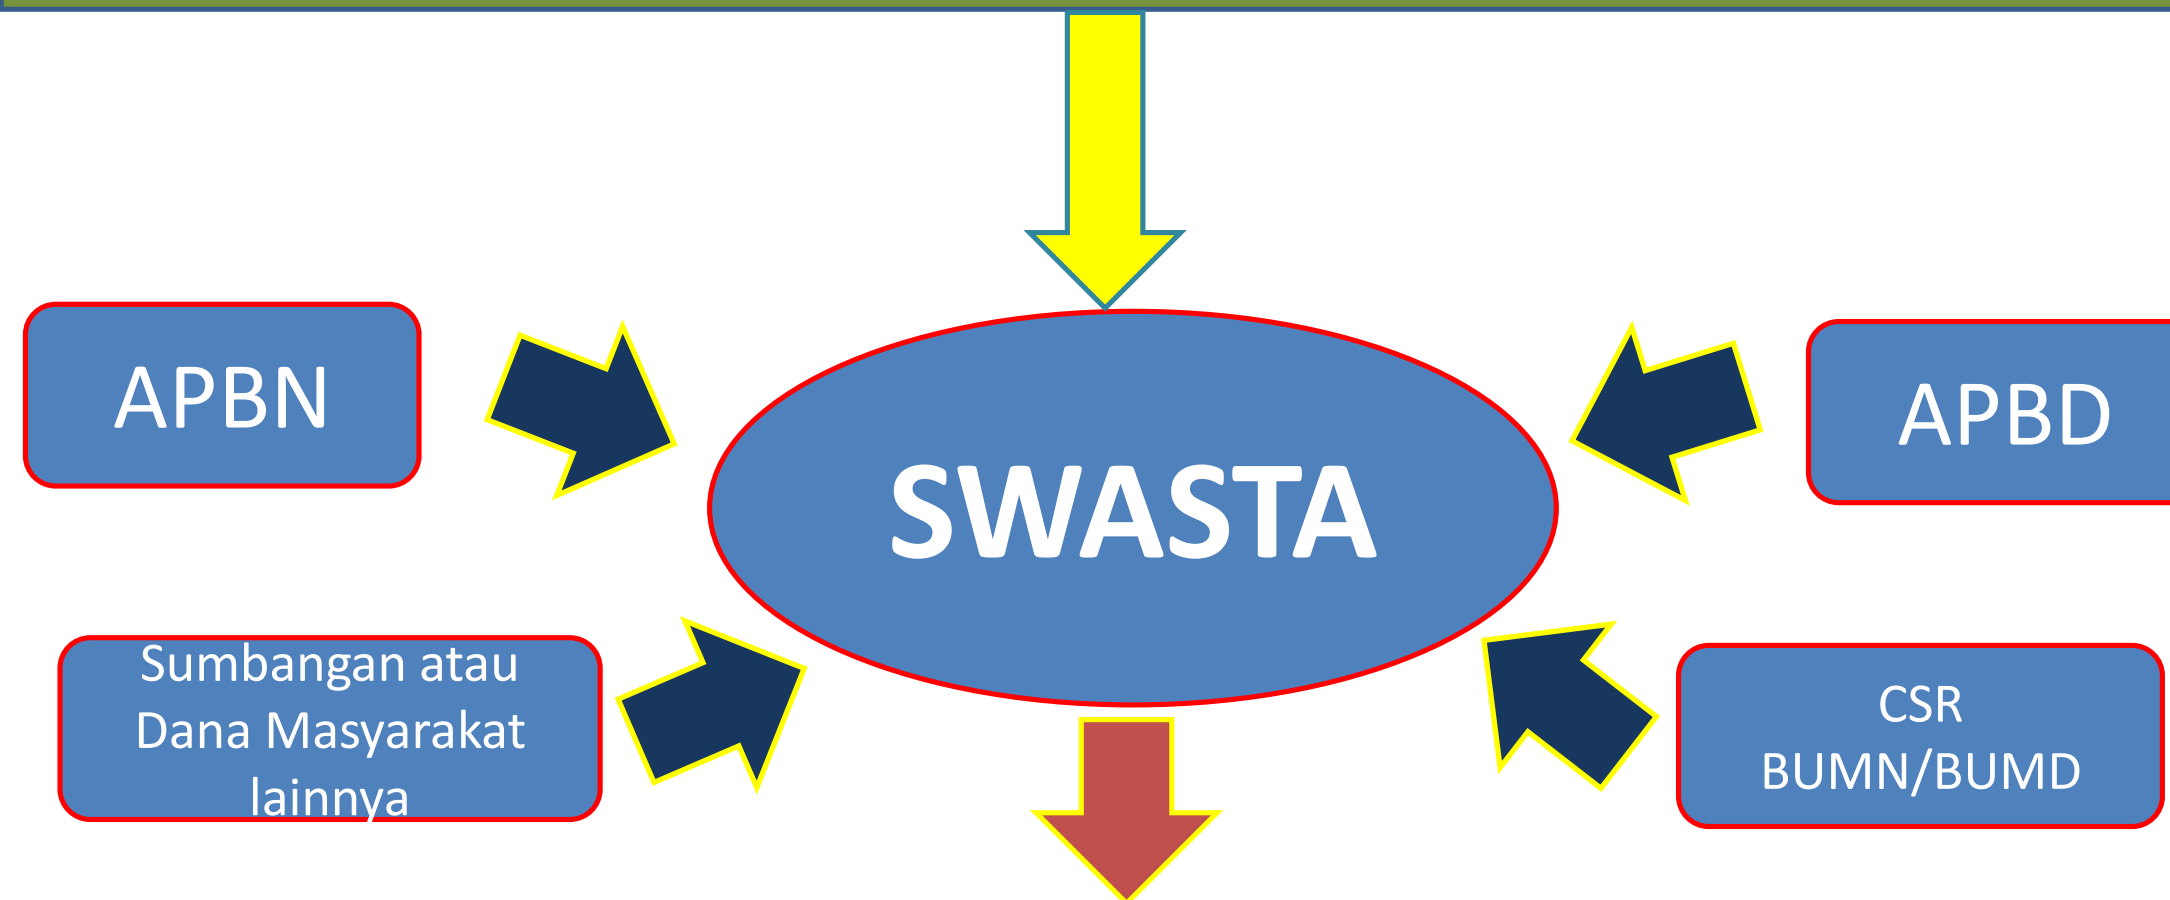 APBN
APBD
SWASTA
Sumbangan atau
Dana Masyarakat
lainnya
CSR
BUMN/BUMD